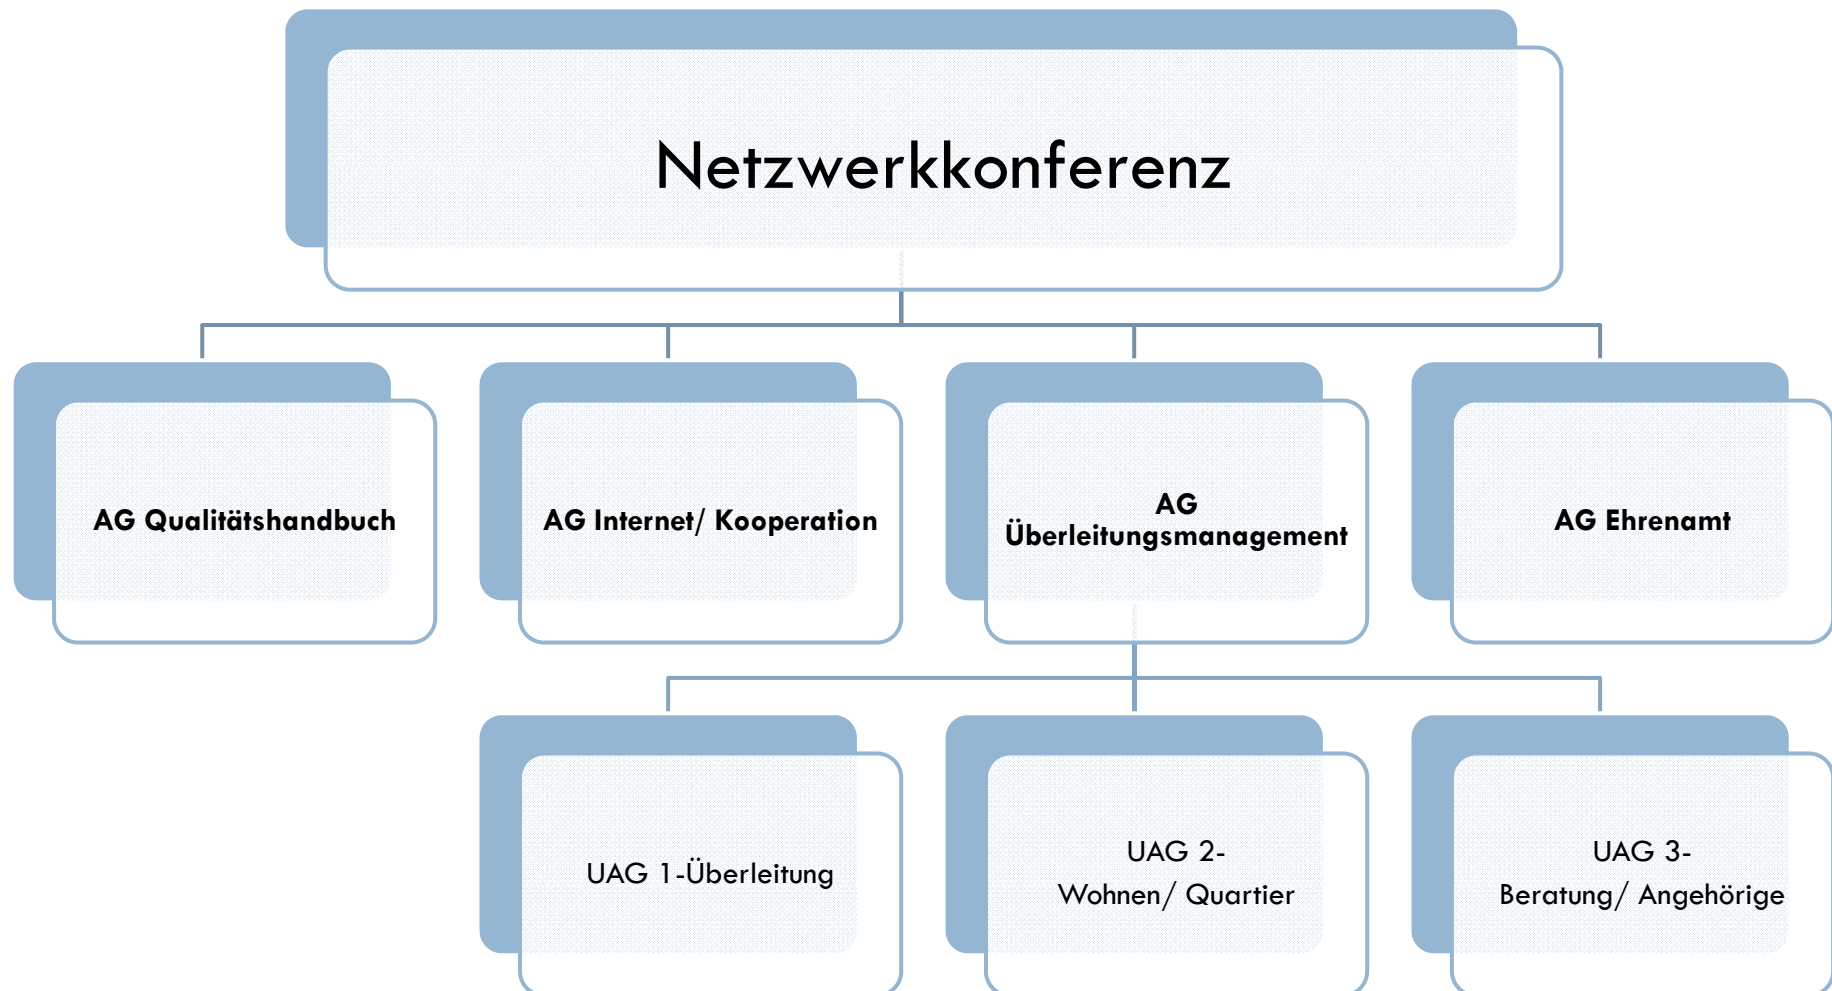 Netzwerkkonferenz
AG Qualitätshandbuch
AG Internet/ Kooperation
AG
Überleitungsmanagement
AG Ehrenamt
UAG 1-Überleitung
UAG 2-
Wohnen/ Quartier
UAG 3-
Beratung/ Angehörige